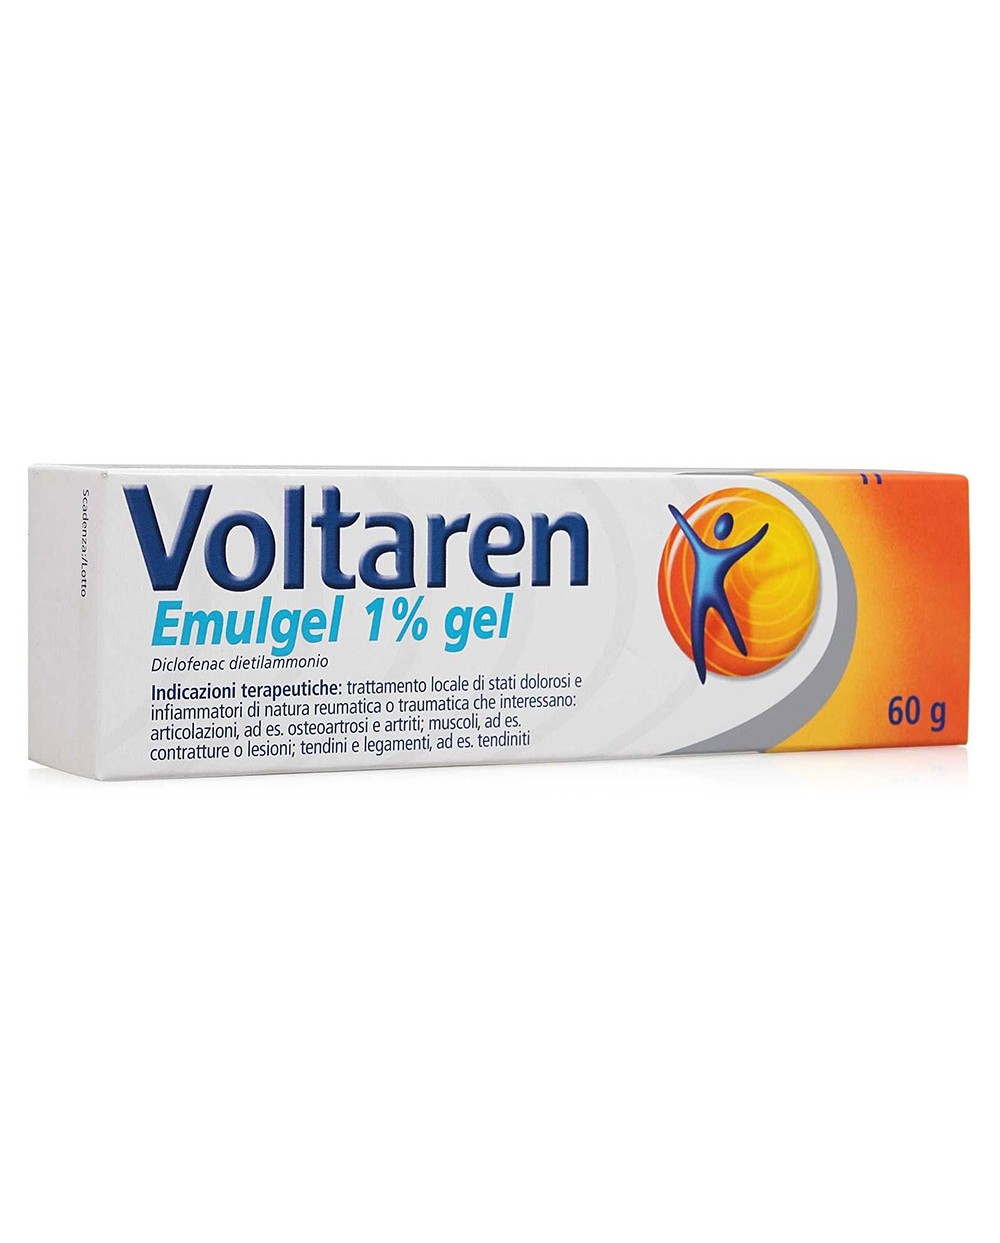 Scadenza:/Lotto
Voltaren
Emulgel 1% gel
Diclofenac dietilammonio
Indicazioni terapeutiche: trattamento locale di stati dolorosi e
infiammatori di natura reumatica o traumatica che interessano:
articolazioni, ad es. osteoartrosi e artriti; muscoli, ad es.
contratture o lesioni; tendini e legamenti, ad es. tendiniti
60 g